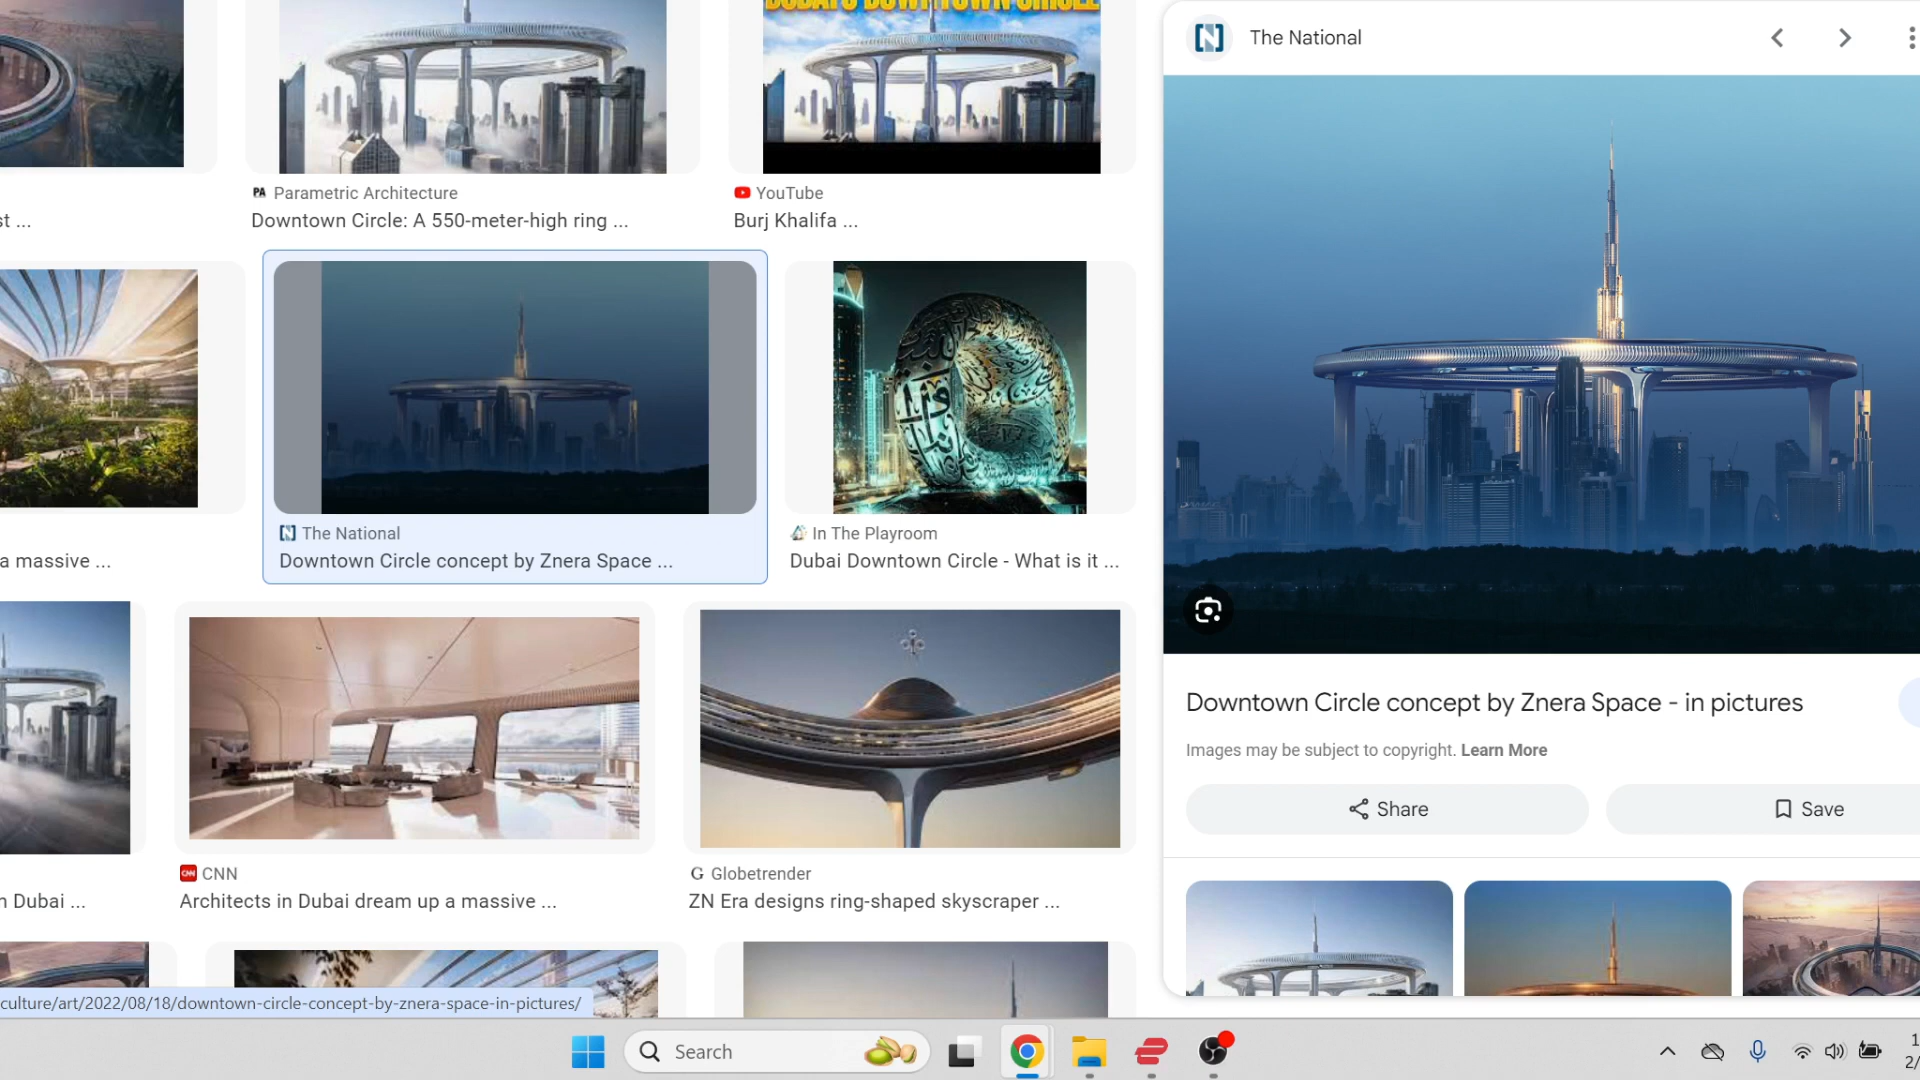 The National
PA Parametric Architecture
Downtown Circle: A 550-meter-high ring ...
YouTube
Burj Khalifa ...
st ...
The National
Downtown Circle concept by Znera Space ...
In The Playroom
Dubai Downtown Circle - What is it ...
a massive ...
Downtown Circle concept by Znera Space - in pictures
Images may be subject to copyright. Learn More
Share
Save
CNN
Architects in Dubai dream up a massive ...
G Globetrender
ZN Era designs ring-shaped skyscraper ...
n Dubai ...
culture/art/2022/08/18/downtown-circle-concept-by-znera-space-in-pictures/
Search
1
2/